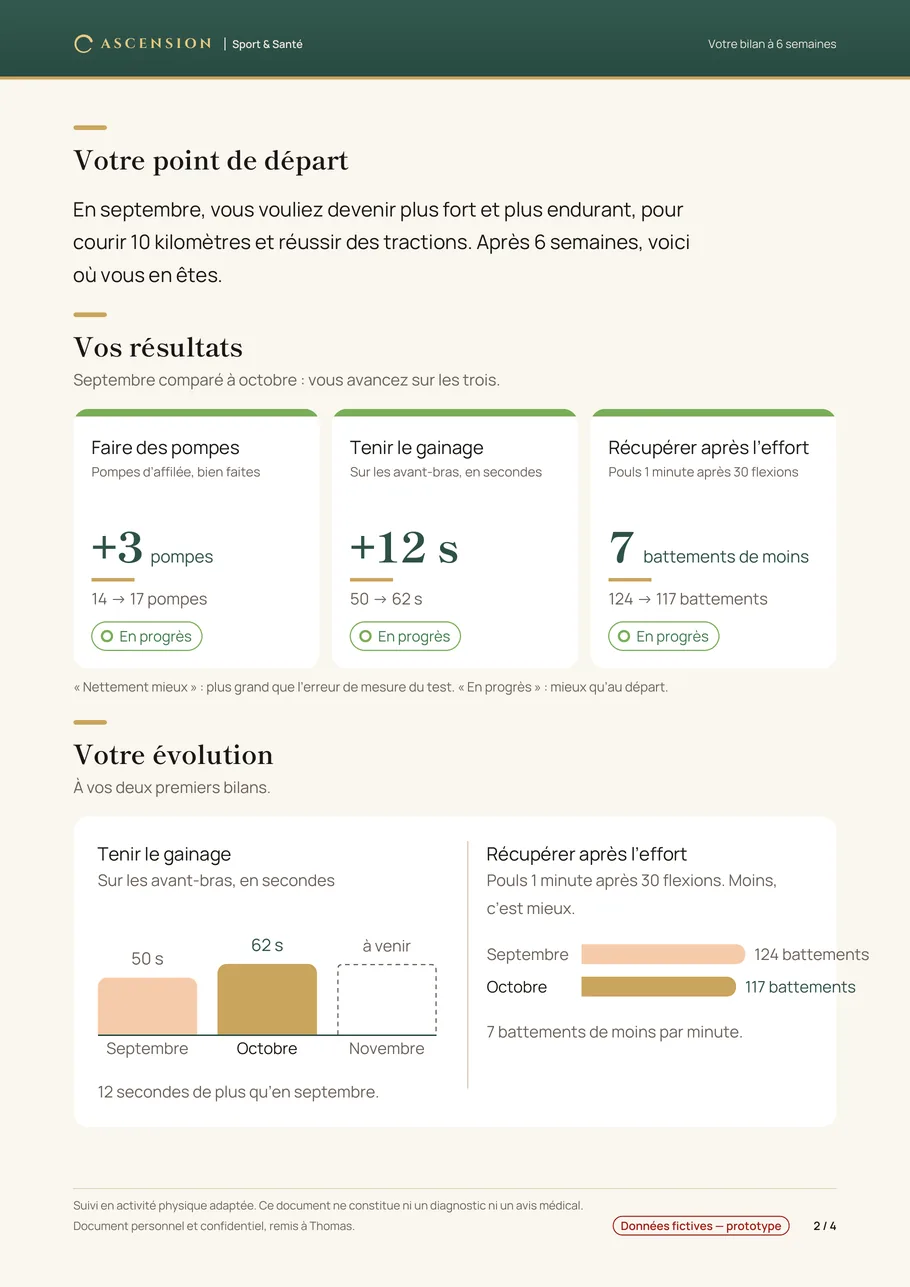 ASCENSION | Sport & Santé
Votre bilan à 6 semaines
Votre point de départ
En septembre, vous vouliez devenir plus fort et plus endurant, pour
courir 10 kilomètres et réussir des tractions. Après 6 semaines, voici
où vous en êtes.
Vos résultats
Septembre comparé à octobre : vous avancez sur les trois.
Faire des pompes
Pompes d’affilée, bien faites
+3 pompes
14 → 17 pompes
En progrès
Tenir le gainage
Sur les avant-bras, en secondes
+12 s
50 → 62 s
En progrès
Récupérer après l’effort
Pouls 1 minute après 30 flexions
7 battements de moins
124 → 117 battements
En progrès
« Nettement mieux » : plus grand que l’erreur de mesure du test. « En progrès » : mieux qu’au départ.
Votre évolution
À vos deux premiers bilans.
Tenir le gainage
Sur les avant-bras, en secondes
50 s
62 s
à venir
Septembre
Octobre
Novembre
12 secondes de plus qu’en septembre.
Récupérer après l’effort
Pouls 1 minute après 30 flexions. Moins,
c’est mieux.
Septembre 124 battements
Octobre 117 battements
7 battements de moins par minute.
Suivi en activité physique adaptée. Ce document ne constitue ni un diagnostic ni un avis médical.
Document personnel et confidentiel, remis à Thomas.
Données fictives — prototype
2 / 4